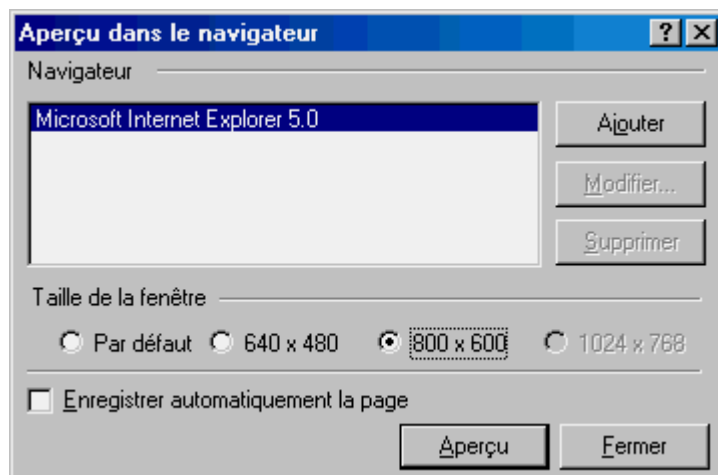 Aperçu dans le navigateur
Navigateur
Microsoft Internet Explorer 5.0
Ajouter
Modifier...
Supprimer
Taille de la fenêtre
Par défaut 640 x 480 800 x 600 1024 x 768
Enregistrer automatiquement la page
Aperçu Fermer